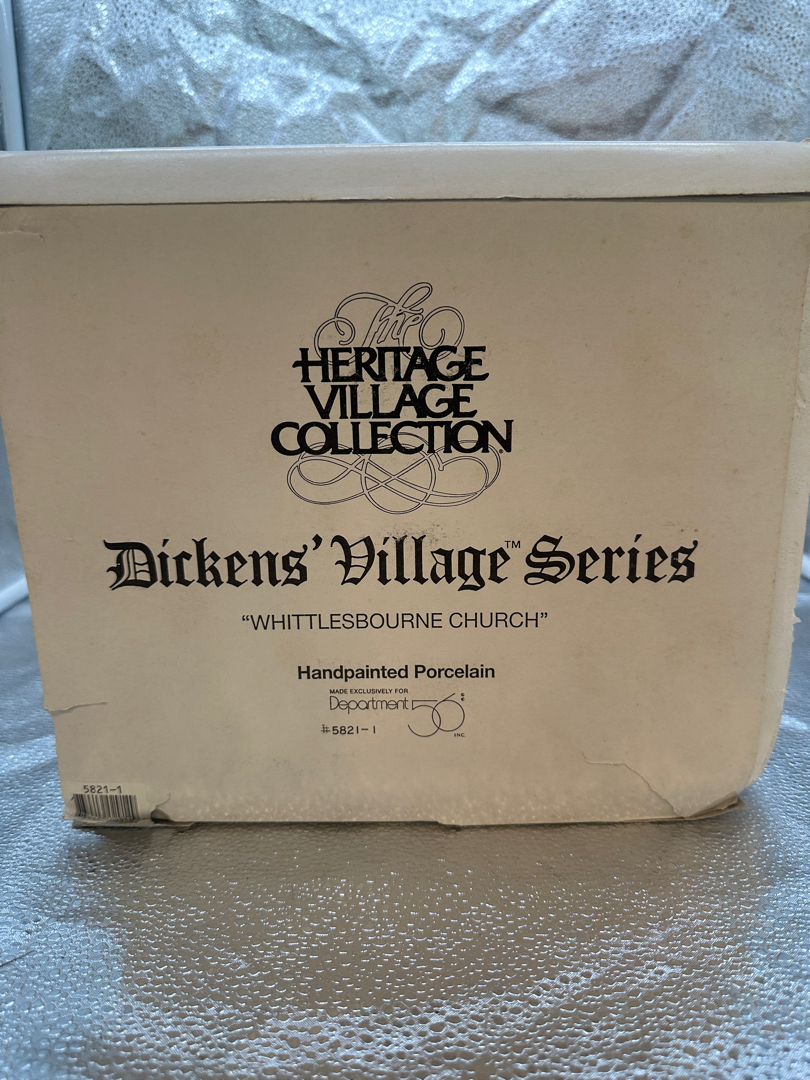 The
HERITAGE
VILLAGE
COLLECTION®
Dickens' Village™ Series
“WHITTLESBOURNE CHURCH”
Handpainted Porcelain
MADE EXCLUSIVELY FOR
Department 56®
INC.
#5821-1
5821-1